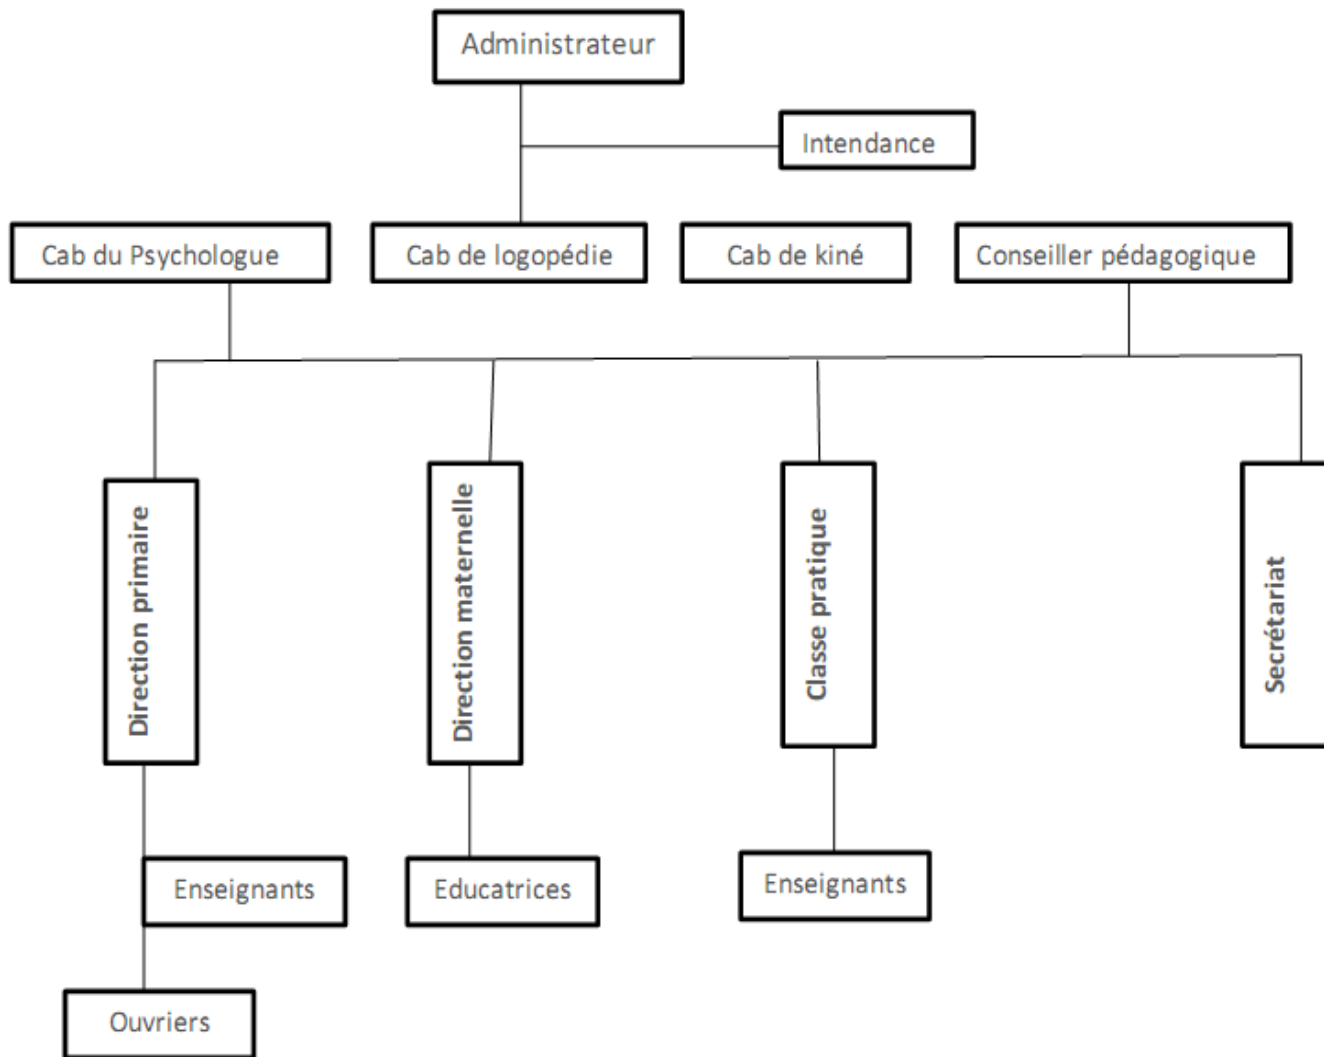 Administrateur
Intendance
Cab du Psychologue
Cab de logopédie
Cab de kiné
Conseiller pédagogique
Direction primaire
Direction maternelle
Classe pratique
Secrétariat
Enseignants
Educatrices
Enseignants
Ouvriers